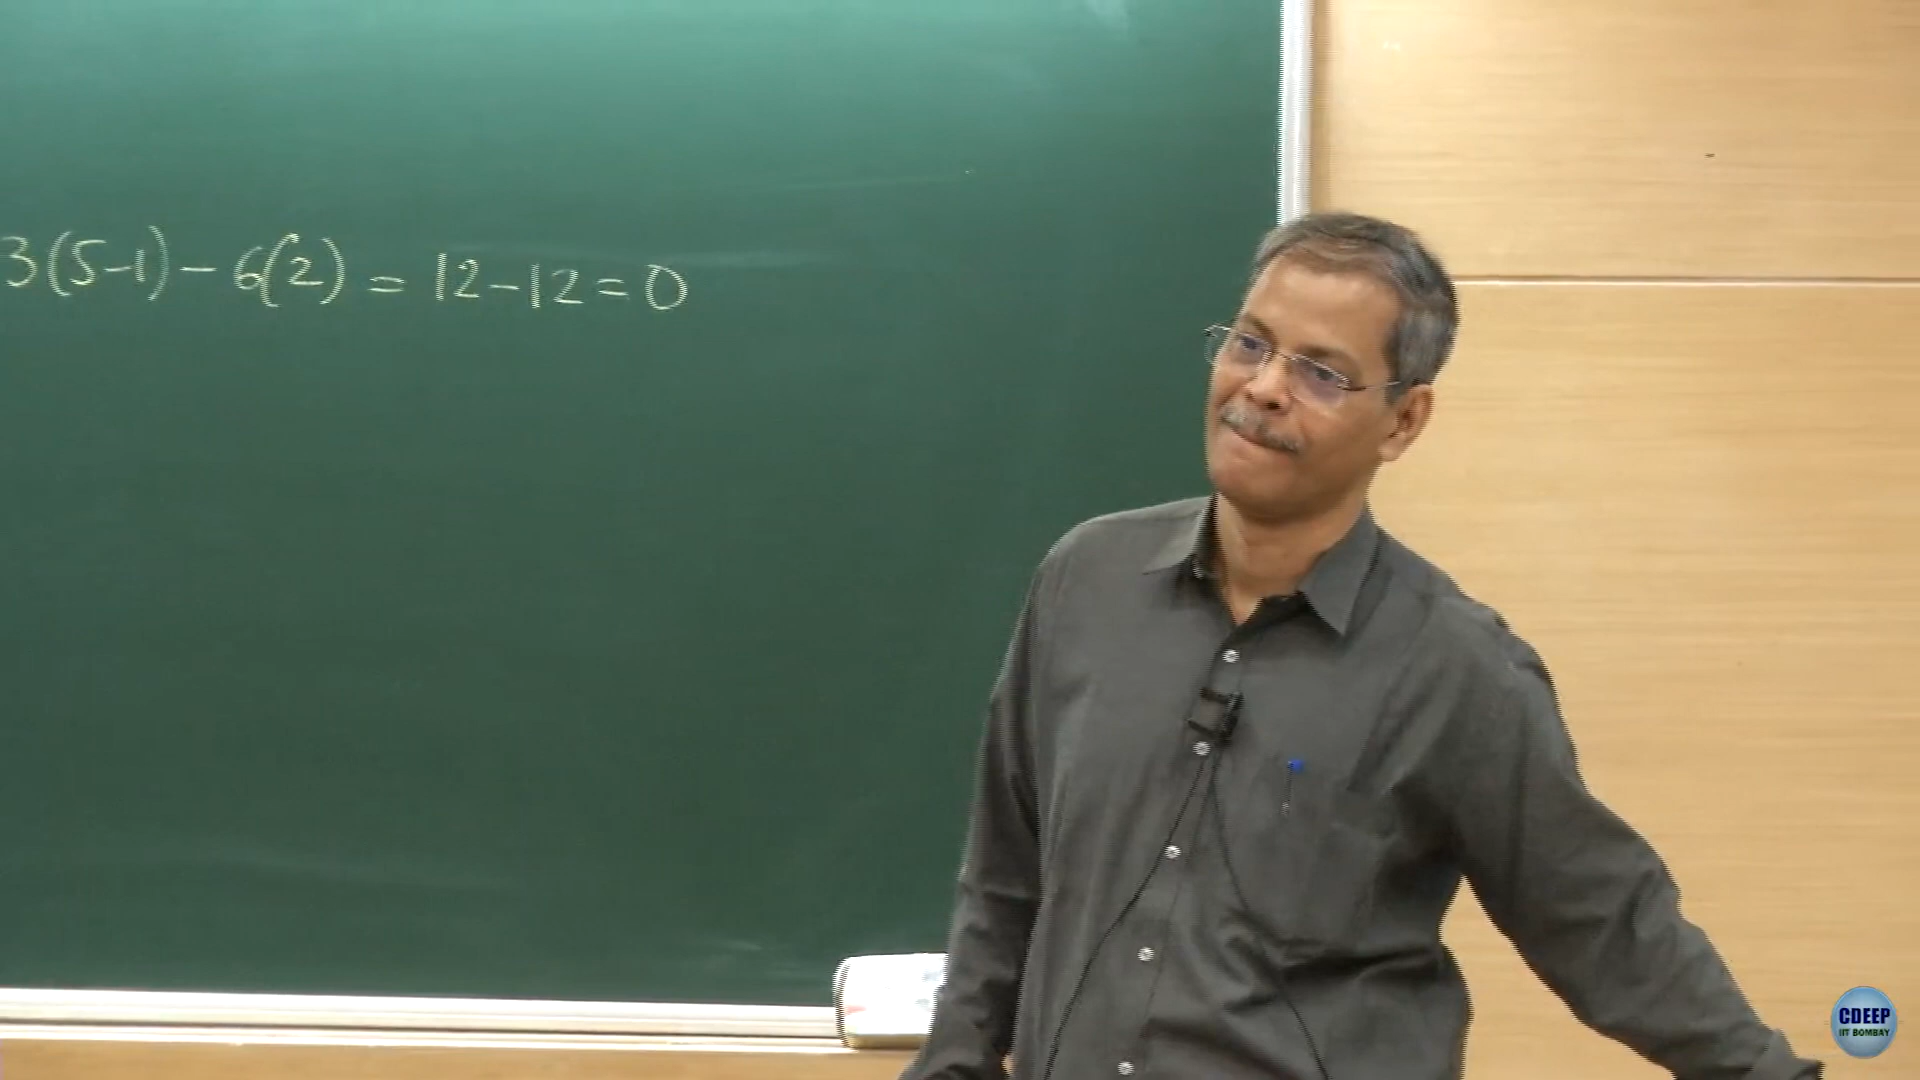 3(5-1) - 6(2) = 12-12=0
CDEEP
IIT BOMBAY